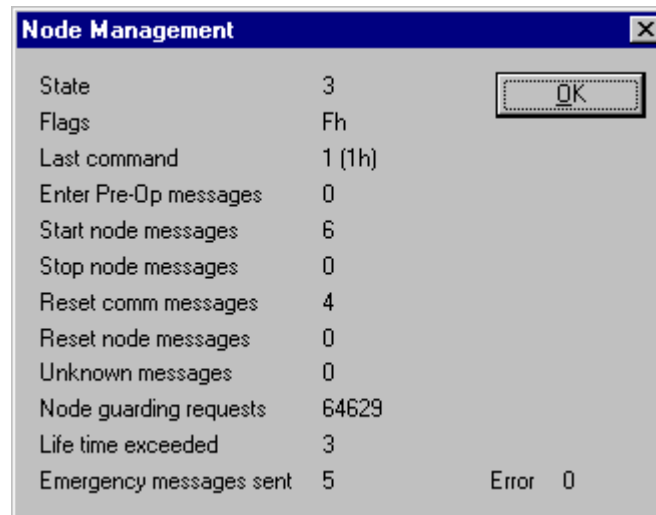 Node Management
State 3 OK
Flags Fh
Last command 1 (1h)
Enter Pre-Op messages 0
Start node messages 6
Stop node messages 0
Reset comm messages 4
Reset node messages 0
Unknown messages 0
Node guarding requests 64629
Life time exceeded 3
Emergency messages sent 5 Error 0